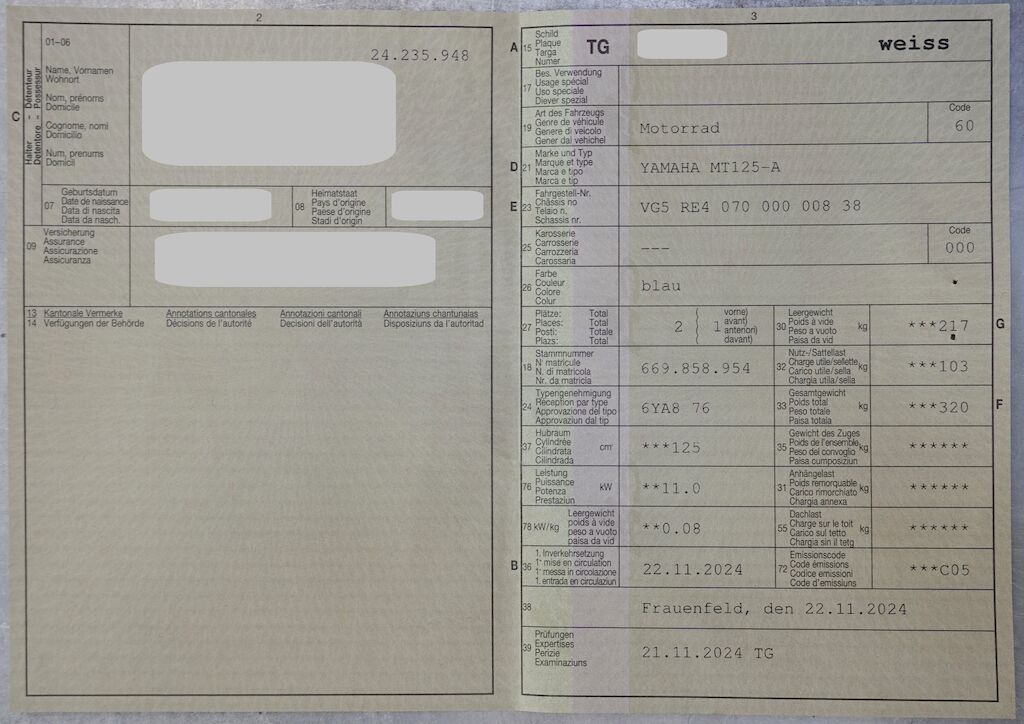 2
01–06
24.235.948
C
Halter – Détenteur
Detentore – Possessur
Name, Vornamen
Wohnort
Nom, prénoms
Domicile
Cognome, nomi
Domicilio
Num, prenums
Domicil
07
Geburtsdatum
Date de naissance
Data di nascita
Data da nasch.
08
Heimatstaat
Pays d'origine
Paese d'origine
Stadi d'origin
09
Versicherung
Assurance
Assicurazione
Assicuranza
13 Kantonale Vermerke Annotations cantonales Annotazioni cantonali Annotaziuns chantunalas
14 Verfügungen der Behörde Décisions de l'autorité Decisioni dell'autorità Disposiziuns da l'autoritad
3
A 15
Schild
Plaque
Targa
Numer
TG
weiss
17
Bes. Verwendung
Usage spécial
Uso speciale
Diever spezial
19
Art des Fahrzeugs
Genre de véhicule
Genere di veicolo
Gener dal vehichel
Motorrad
Code
60
D 21
Marke und Typ
Marque et type
Marca e tipo
Marca e tip
YAMAHA MT125-A
E 23
Fahrgestell-Nr.
Châssis no
Telaio n.
Schassis nr.
VG5 RE4 070 000 008 38
25
Karosserie
Carrosserie
Carrozzeria
Carossaria
---
Code
000
26
Farbe
Couleur
Colore
Colur
blau
27
Plätze: Total
Places: Total
Posti: Totale
Plazs: Total
2
( vorne)
( avant)
1
( anteriori)
( davant)
30
Leergewicht
Poids à vide
Peso a vuoto
Paisa da vid
kg
***217
G
18
Stammnummer
N° matricule
N. di matricola
Nr. da matricla
669.858.954
32
Nutz-/Sattellast
Charge utile/sellette
Carico utile/sella
Chargia utila/sella
kg
***103
24
Typengenehmigung
Réception par type
Approvazione del tipo
Approvaziun dal tip
6YA8 76
33
Gesamtgewicht
Poids total
Peso totale
Paisa totala
kg
***320
F
37
Hubraum
Cylindrée
Cilindrata
Cilindrada
cm³
***125
35
Gewicht des Zuges
Poids de l'ensemble
Peso del convoglio
Paisa cumposiziun
kg
******
76
Leistung
Puissance
Potenza
Prestaziun
kW
**11.0
31
Anhängelast
Poids remorquable
Carico rimorchiato
Chargia annexa
kg
******
78 kW/kg
Leergewicht
poids à vide
peso a vuoto
paisa da vid
**0.08
55
Dachlast
Charge sur le toit
Carico sul tetto
Chargia sin il tetg
kg
******
B 36
1. Inverkehrsetzung
1re mise en circulation
1a messa in circolazione
1. entrada en circulaziun
22.11.2024
72
Emissionscode
Code émissions
Codice emissioni
Code d'emissiuns
***C05
38
Frauenfeld, den 22.11.2024
39
Prüfungen
Expertises
Perizie
Examinaziuns
21.11.2024 TG